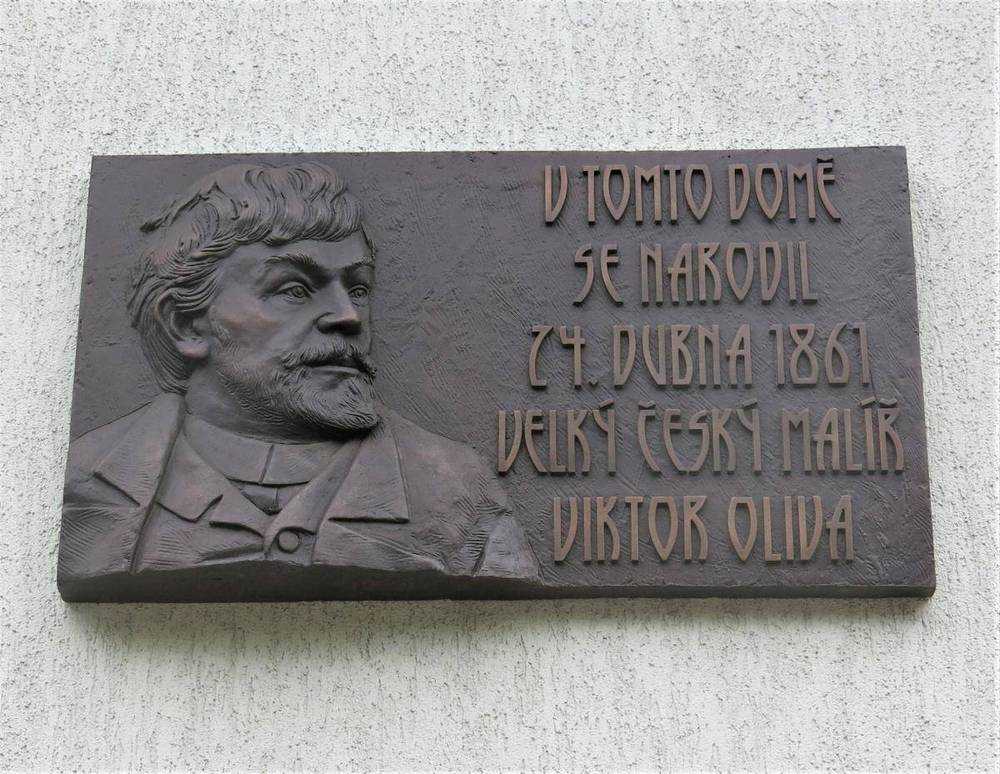 V TOMTO DOMĚ
SE NARODIL
24. DUBNA 1861
VELKÝ ČESKÝ MALÍŘ
VIKTOR OLIVA